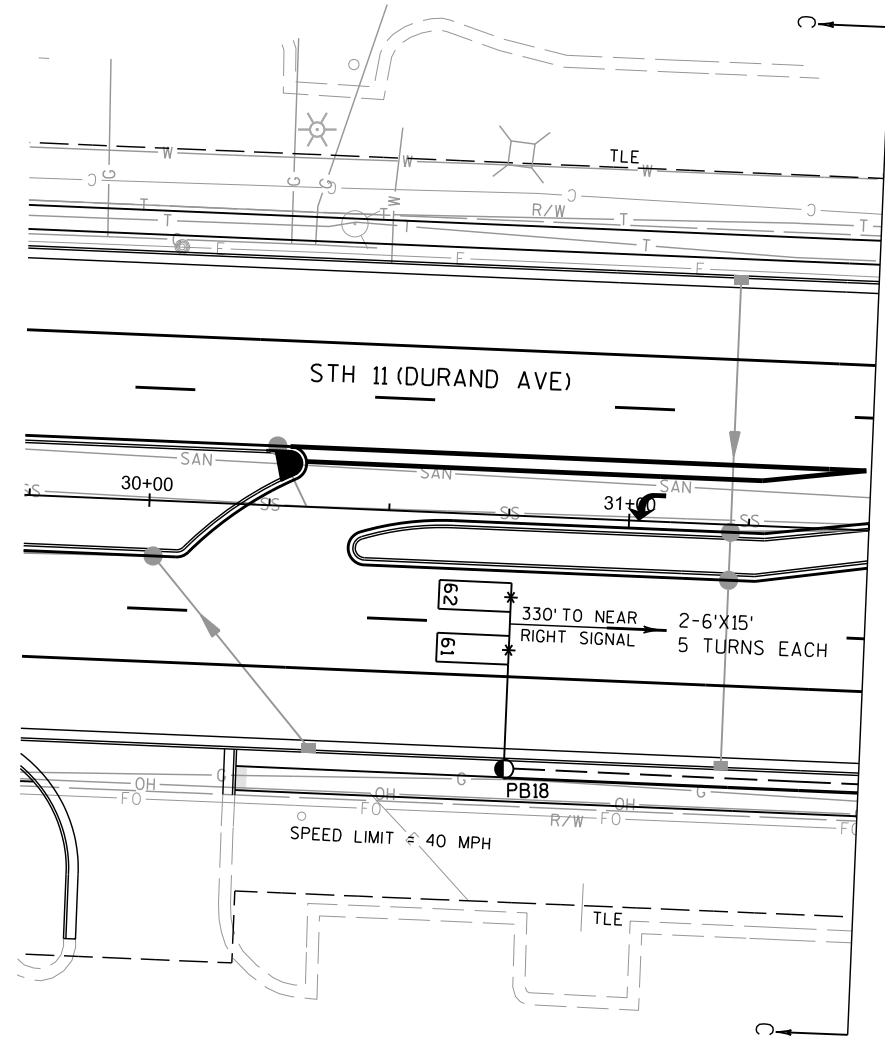 C
TLE
W
W
W
G
G
G
C
C
C
C
W
R/W
T
T
T
T
T
T
G
F
F
F
STH 11 (DURAND AVE)
SAN
SAN
SAN
30+00
31+00
SS
SS
SS
SS
62
61
330' TO NEAR
RIGHT SIGNAL
2-6'X15'
5 TURNS EACH
PB18
G
G
G
OH
OH
OH
FO
FO
FO
FO
R/W
SPEED LIMIT = 40 MPH
TLE
C